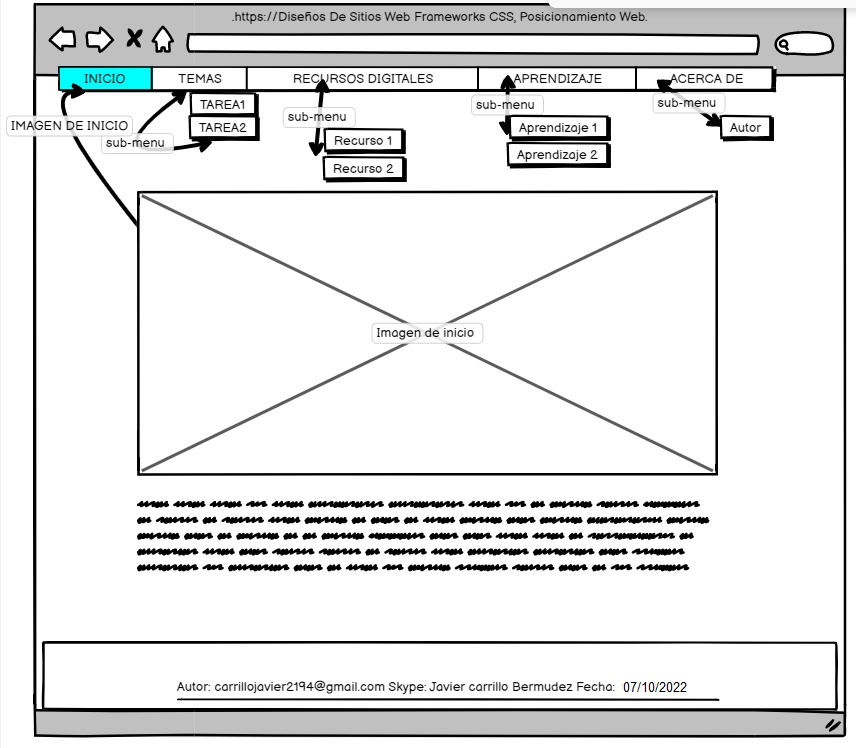 .https://Diseños De Sitios Web Frameworks CSS, Posicionamiento Web.
INICIO TEMAS RECURSOS DIGITALES APRENDIZAJE ACERCA DE
TAREA1
TAREA2
IMAGEN DE INICIO
sub-menu
sub-menu
Recurso 1
Recurso 2
sub-menu
Aprendizaje 1
Aprendizaje 2
sub-menu
Autor
Imagen de inicio
Autor: carrillojavier2194@gmail.com Skype: Javier carrillo Bermudez Fecha: 07/10/2022